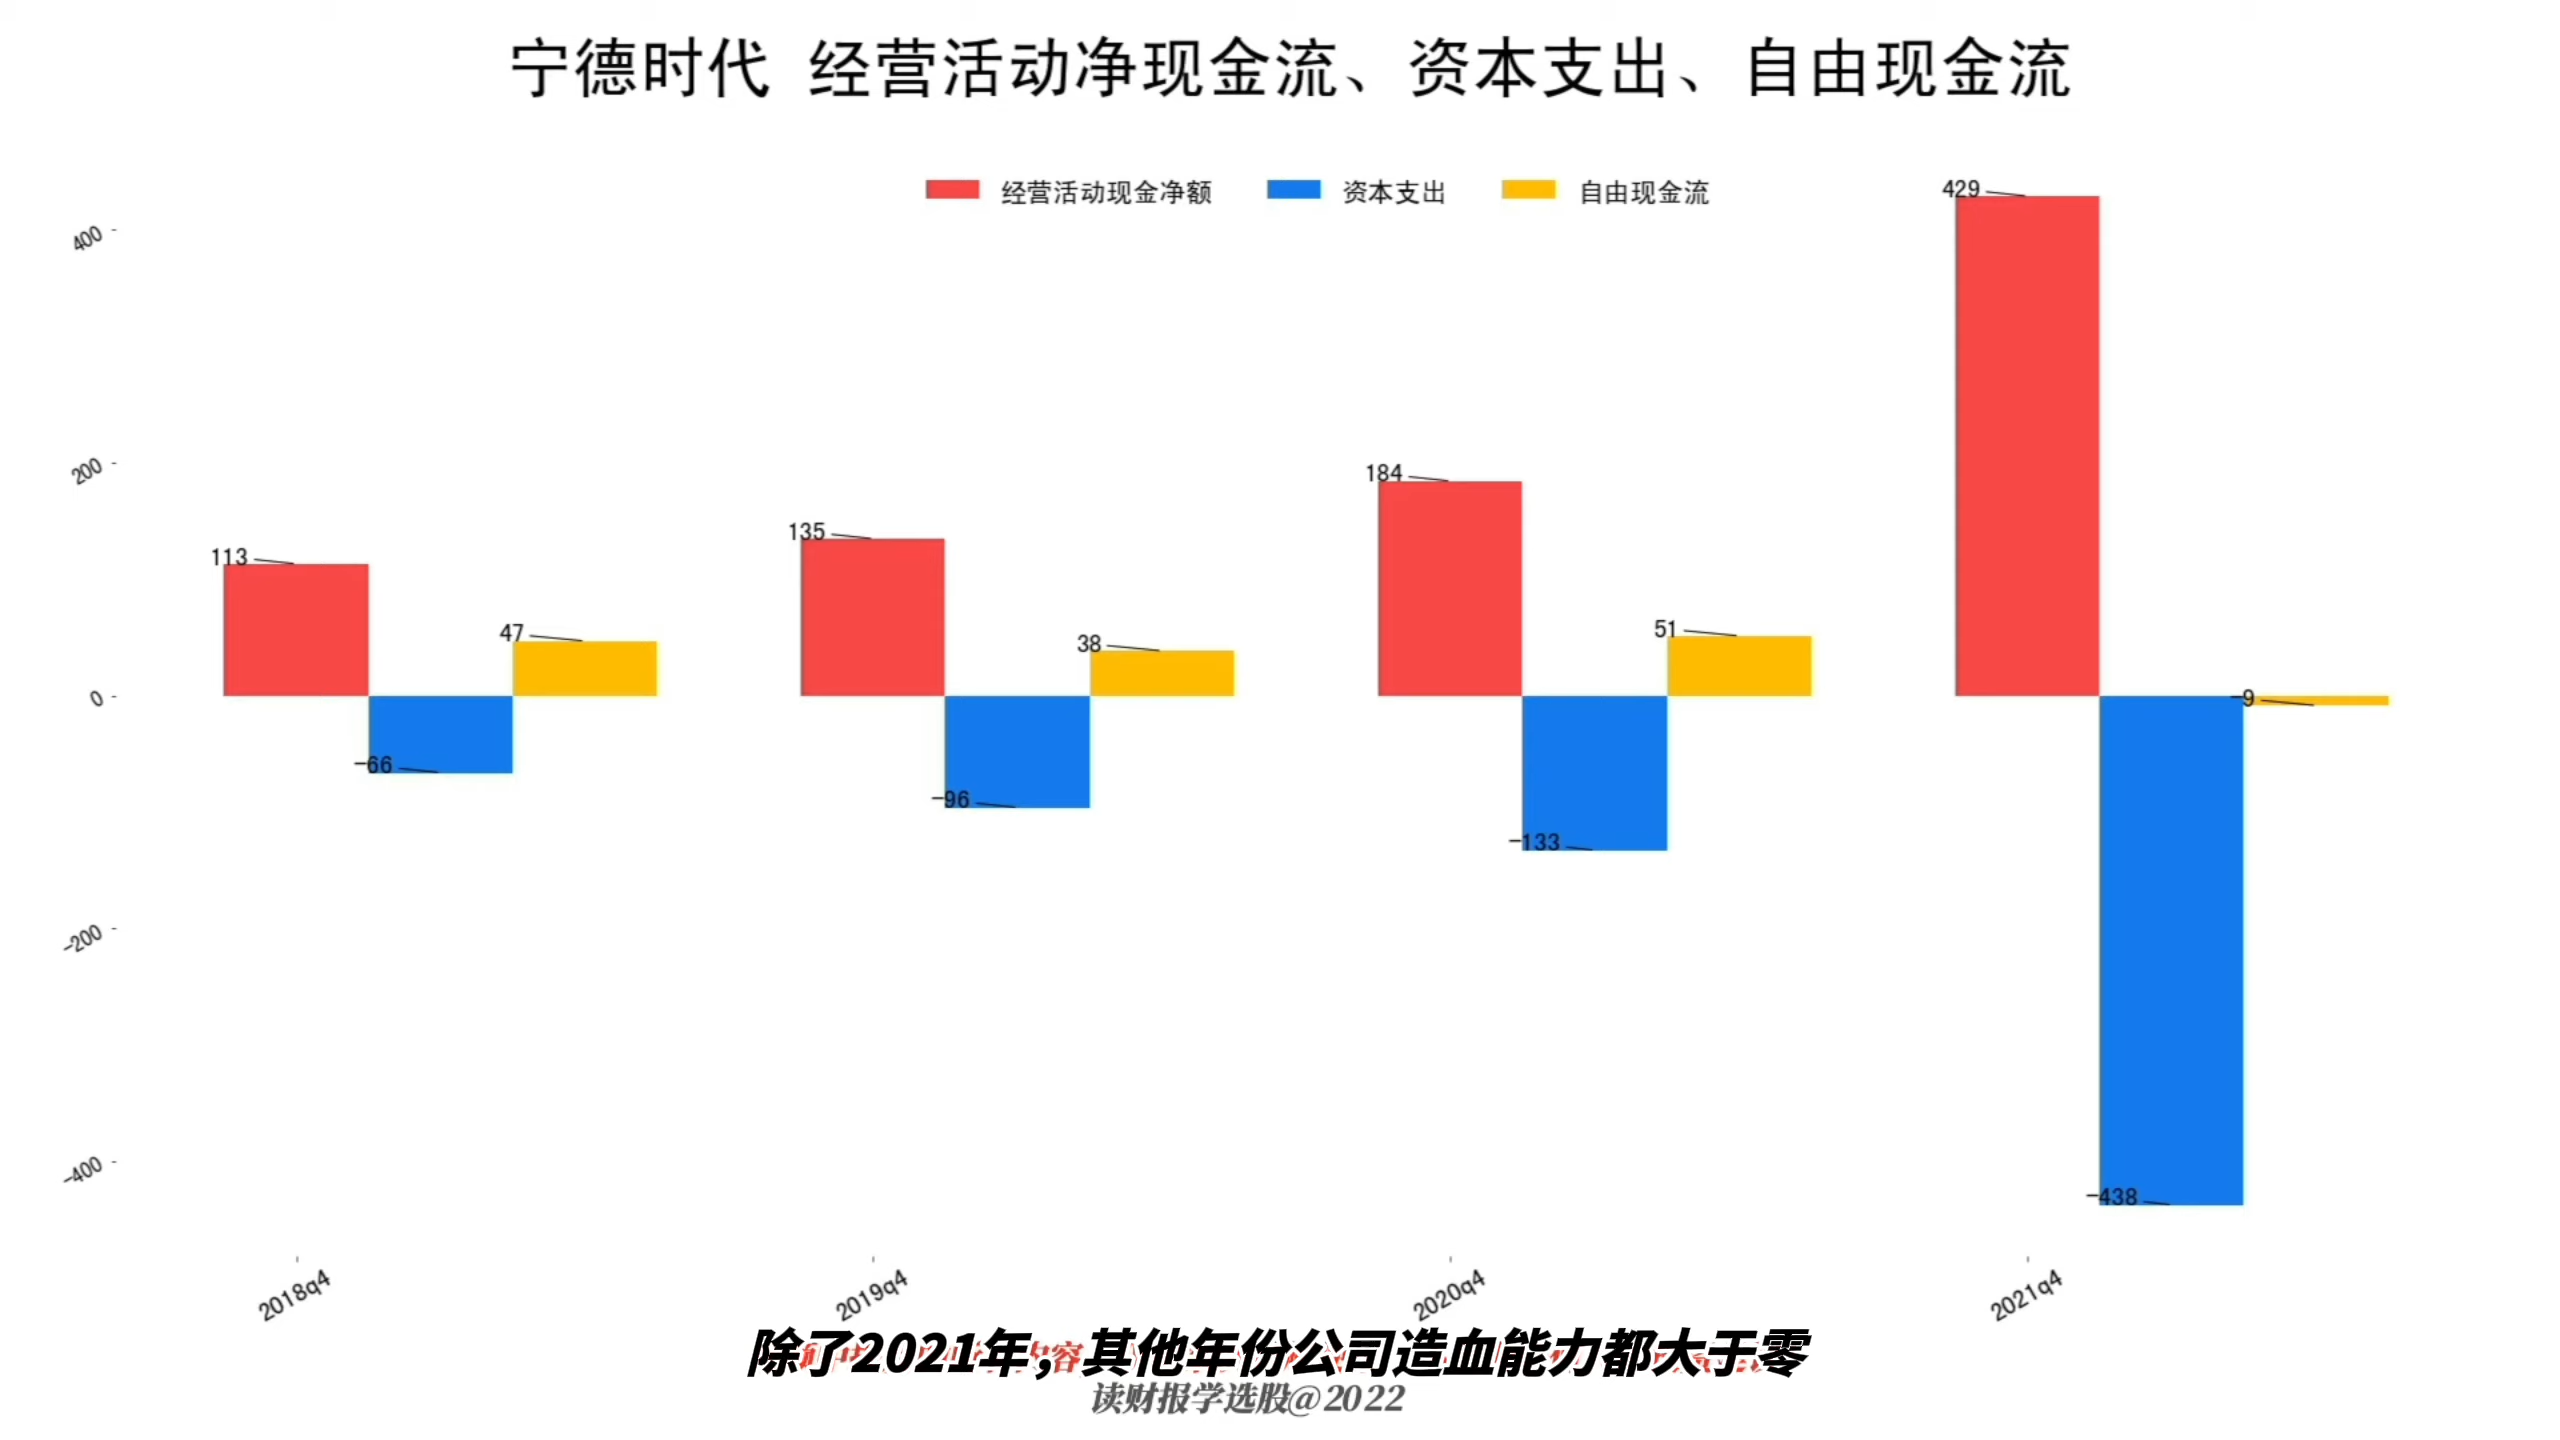 宁德时代 经营活动净现金流、资本支出、自由现金流
经营活动现金净额 资本支出 自由现金流
429
400
200
184
135
113
51
47
38
0
-9
-66
-96
-133
-200
-400
-438
2018q4 2019q4 2020q4 2021q4
除了2021年，其他年份公司造血能力都大于零
内容
读财报学选股@2022